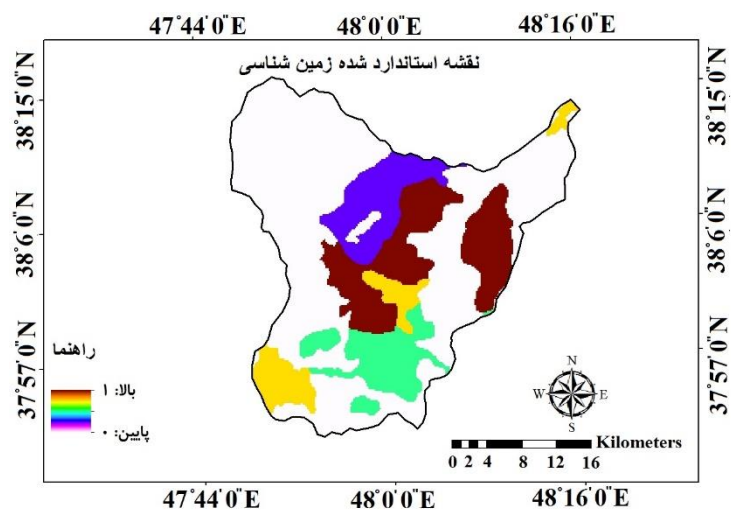 47°44'0"E 48°0'0"E 48°16'0"E
نقشه استاندارد شده زمین شناسی
38°15'0"N 38°15'0"N
38°6'0"N 38°6'0"N
37°57'0"N 37°57'0"N
راهنما
بالا: ۱
پایین: ۰
N
W E
S
Kilometers
0 2 4 8 12 16
47°44'0"E 48°0'0"E 48°16'0"E